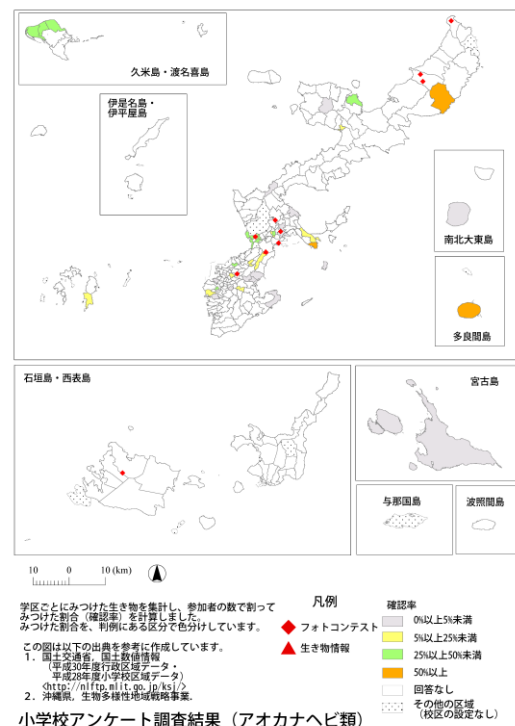 久米島・渡名喜島
伊是名島・
伊平屋島
南北大東島
多良間島
石垣島・西表島
宮古島
与那国島
波照間島
10 0 10 (km)
学区ごとにみつけた生き物を集計し、参加者の数で割って
みつけた割合（確認率）を計算しました。
みつけた割合を、判例にある区分で色分けしています。
この図は以下の出典を参考に作成しています。
1. 国土交通省, 国土数値情報
（平成30年度行政区域データ・
平成28年度小学校区域データ）
<http://nlftp.mlit.go.jp/ksj/>
2. 沖縄県, 生物多様性地域戦略事業.
凡例
フォトコンテスト
生き物情報
確認率
0%以上5%未満
5%以上25%未満
25%以上50%未満
50%以上
回答なし
その他の区域
（校区の設定なし）
小学校アンケート調査結果（アオカナヘビ類）